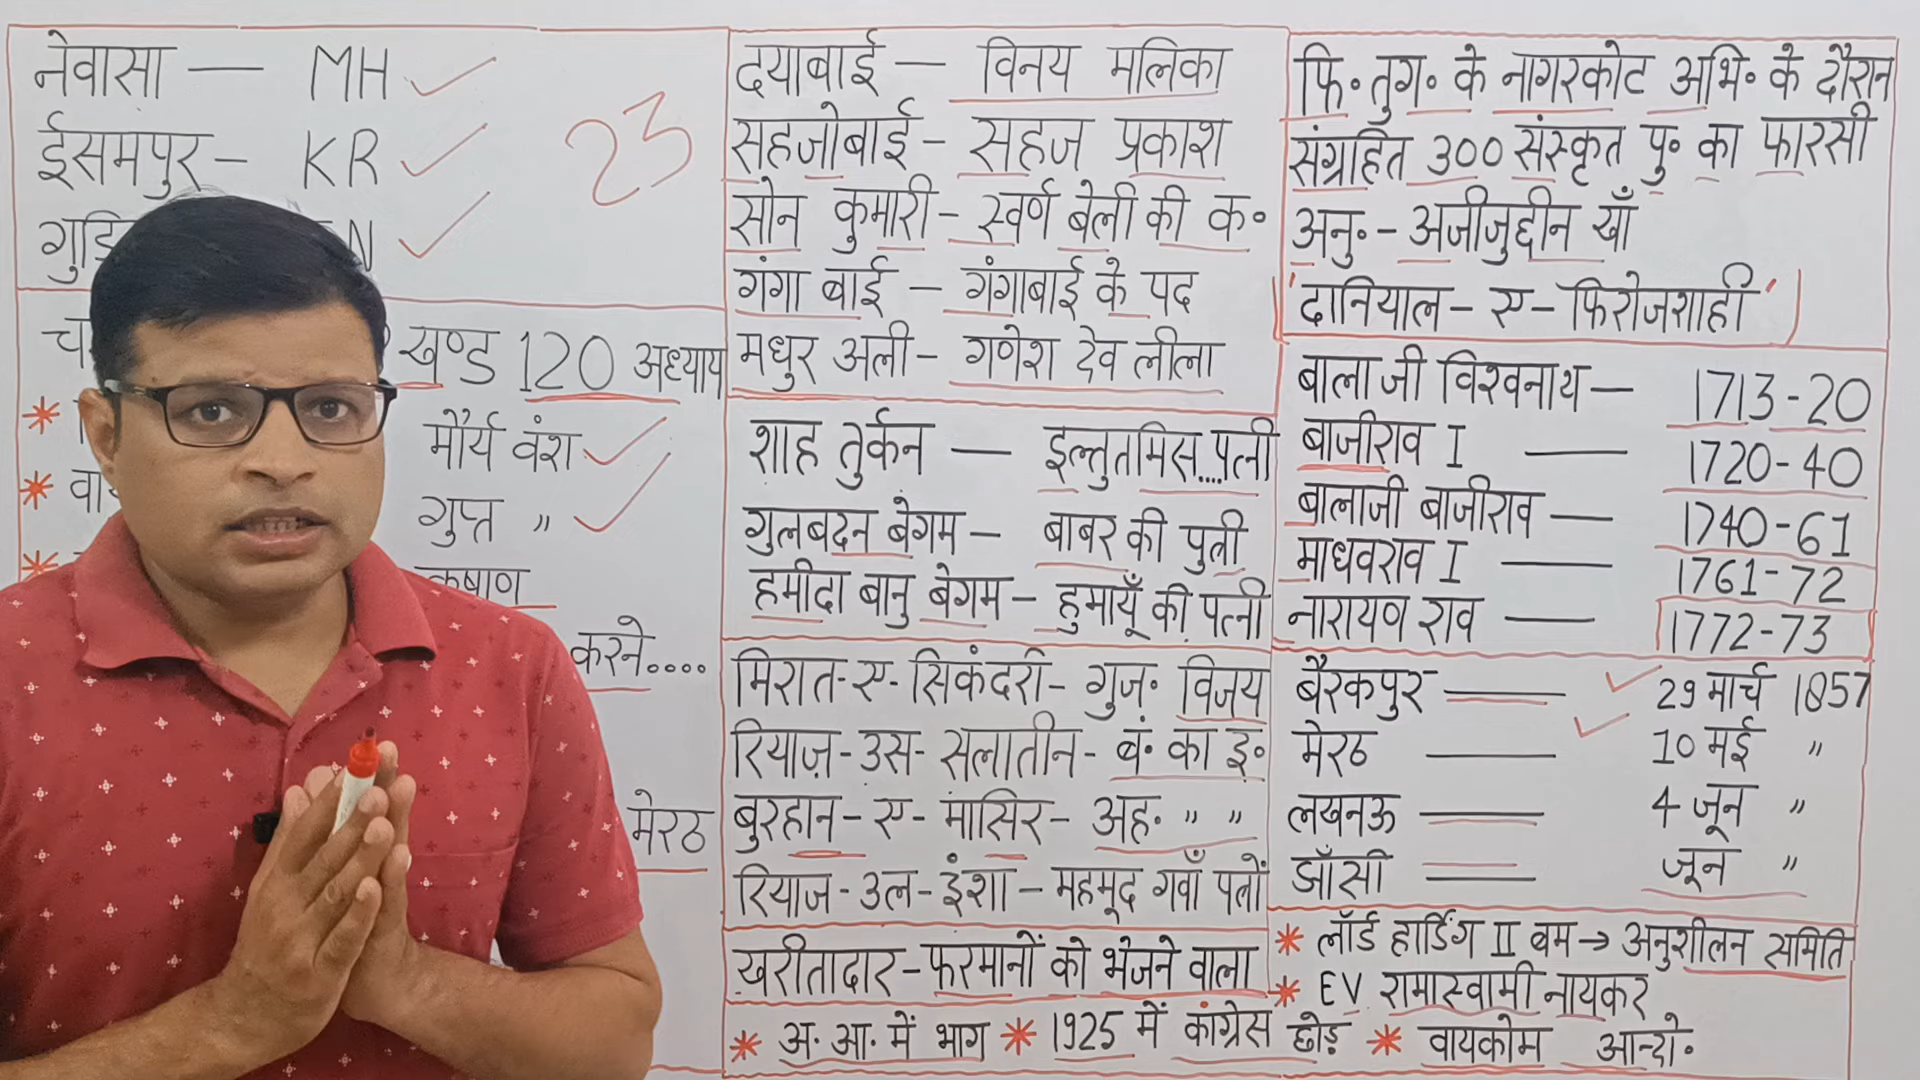 नेवासा — MH
ईसमपुर – KR
23
खण्ड 120 अध्याय
मौर्य वंश
गुप्त "
कुषाण
करने....
मेरठ
दयाबाई — विनय मलिका
सहजोबाई – सहज प्रकाश
सोन कुमारी – स्वर्ण बेली की क॰
गंगा बाई – गंगाबाई के पद
मधुर अली – गणेश देव लीला
शाह तुर्कन — इल्तुतमिस....पत्नी
गुलबदन बेगम – बाबर की पुत्री
हमीदा बानु बेगम – हुमायूँ की पत्नी
मिरात-ए-सिकंदरी – गुज॰ विजय
रियाज़-उस-सलातीन – बं॰ का इ॰
बुरहान-ए-मासिर – अह॰ " "
रियाज-उल-इंशा – महमूद गवाँ पत्रों
ख़रीतादार – फरमानों को भेजने वाला
फि॰ तुग॰ के नागरकोट अभि॰ के दौरान
संग्रहित 300 संस्कृत पु॰ का फारसी
अनु॰ – अजीजुद्दीन खाँ
'दानियाल-ए-फिरोजशाही'
बालाजी विश्वनाथ — 1713-20
बाजीराव I — 1720-40
बालाजी बाजीराव — 1740-61
माधवराव I — 1761-72
नारायण राव — 1772-73
बैरकपुर — 29 मार्च 1857
मेरठ — 10 मई "
लखनऊ — 4 जून "
झाँसी — जून "
* लॉर्ड हार्डिंग II बम → अनुशीलन समिति
* EV रामास्वामी नायकर
* अ॰ आ॰ में भाग * 1925 में कांग्रेस छोड़ * वायकोम आन्दो॰